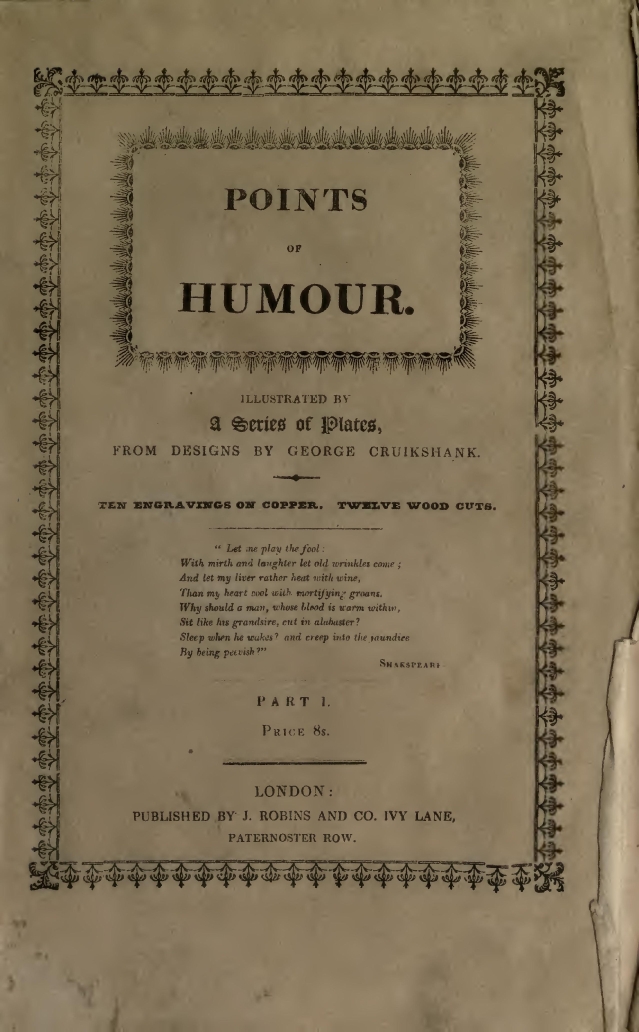 POINTS
OF
HUMOUR.
ILLUSTRATED BY
A Series of Plates,
FROM DESIGNS BY GEORGE CRUIKSHANK.
TEN ENGRAVINGS ON COPPER. TWELVE WOOD CUTS.
“ Let me play the fool:
With mirth and laughter let old wrinkles come;
And let my liver rather heat with wine,
Than my heart cool with mortifying groans.
Why should a man, whose blood is warm within,
Sit like his grandsire, cut in alabaster?
Sleep when he wakes? and creep into the jaundice
By being peevish?”
SHAKSPEARE
PART I.
PRICE 8s.
LONDON:
PUBLISHED BY J. ROBINS AND CO. IVY LANE,
PATERNOSTER ROW.